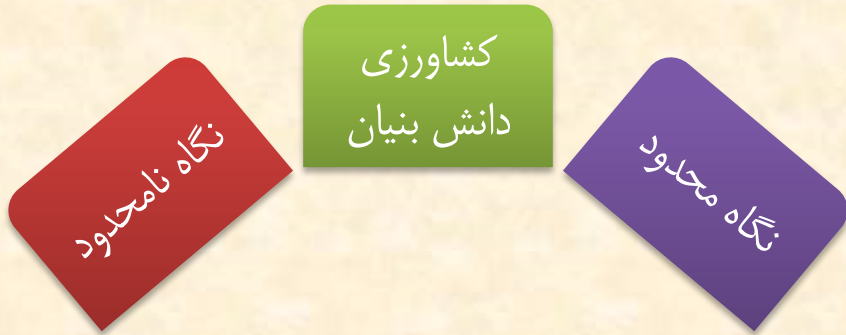 کشاورزی
دانش بنیان
نگاه محدود
نگاه نامحدود